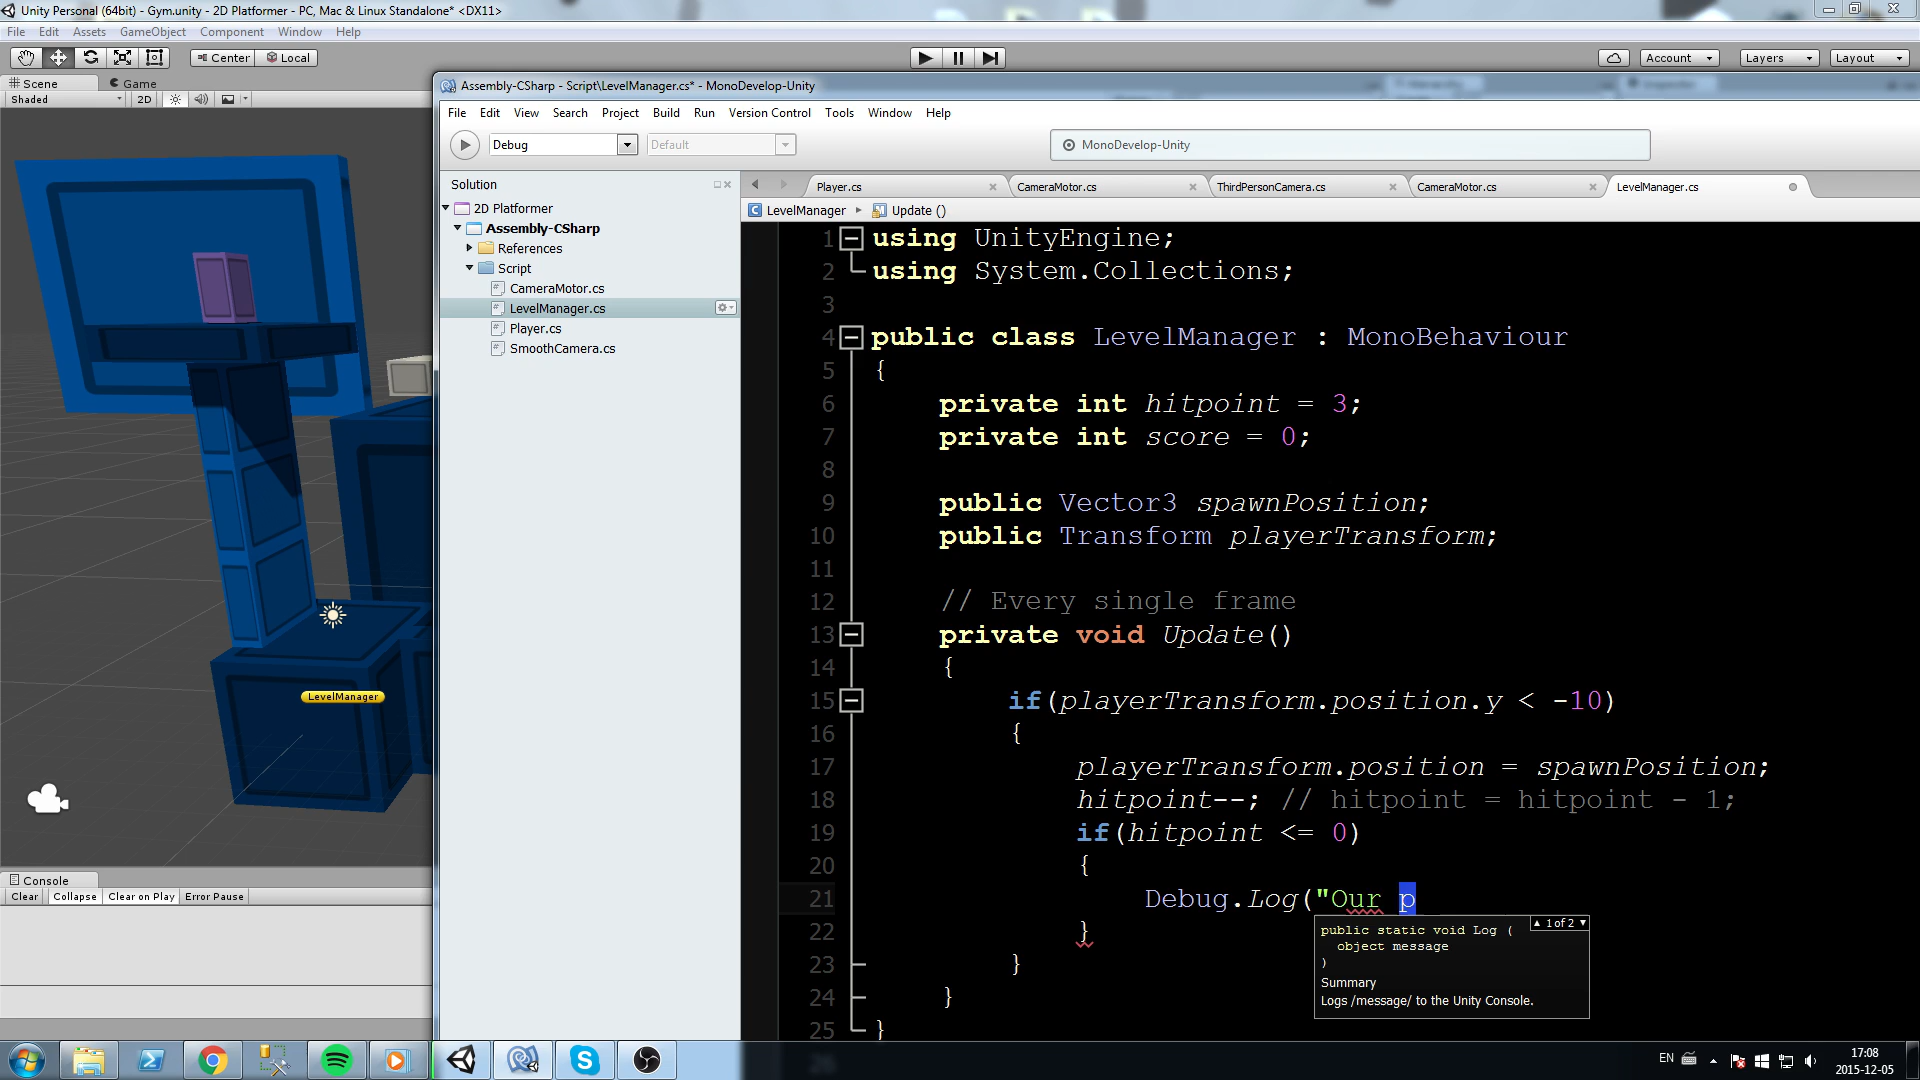 Unity Personal (64bit) - Gym.unity - 2D Platformer - PC, Mac & Linux Standalone* <DX11>
File Edit Assets GameObject Component Window Help
Center Local Account Layers Layout
Scene Game
Shaded 2D
Assembly-CSharp - Script\LevelManager.cs* - MonoDevelop-Unity
File Edit View Search Project Build Run Version Control Tools Window Help
Debug Default MonoDevelop-Unity
Solution
2D Platformer
Assembly-CSharp
References
Script
CameraMotor.cs
LevelManager.cs
Player.cs
SmoothCamera.cs
Player.cs CameraMotor.cs ThirdPersonCamera.cs CameraMotor.cs LevelManager.cs
LevelManager Update ()
1 using UnityEngine;
2 using System.Collections;
3
4 public class LevelManager : MonoBehaviour
5 {
6 private int hitpoint = 3;
7 private int score = 0;
8
9 public Vector3 spawnPosition;
10 public Transform playerTransform;
11
12 // Every single frame
13 private void Update()
14 {
15 if(playerTransform.position.y < -10)
16 {
17 playerTransform.position = spawnPosition;
18 hitpoint--; // hitpoint = hitpoint - 1;
19 if(hitpoint <= 0)
20 {
21 Debug.Log("Our p
22 }
23 }
24 }
25 }
26
public static void Log (
object message
)
1 of 2
Summary
Logs /message/ to the Unity Console.
LevelManager
Console
Clear Collapse Clear on Play Error Pause
EN
17:08
2015-12-05